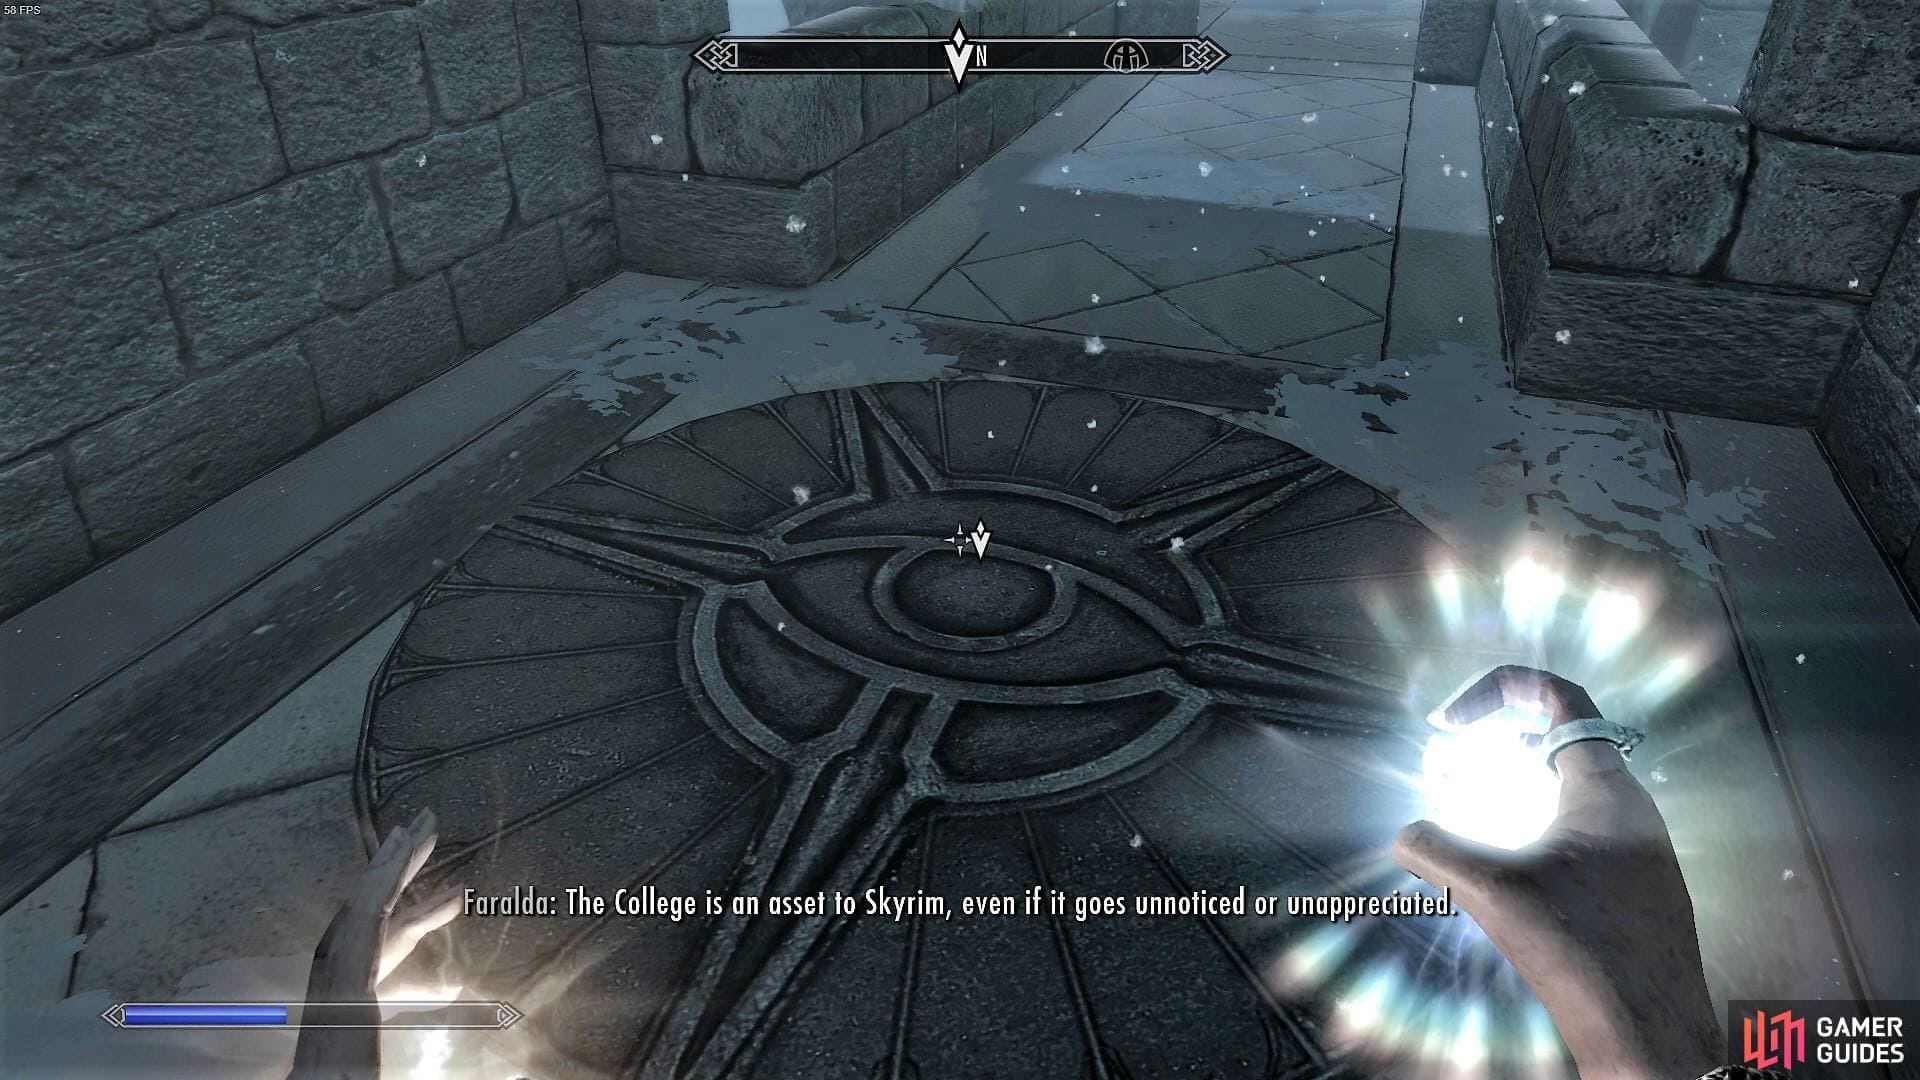 58 FPS
N
Faralda: The College is an asset to Skyrim, even if it goes unnoticed or unappreciated.
GAMER
GUIDES